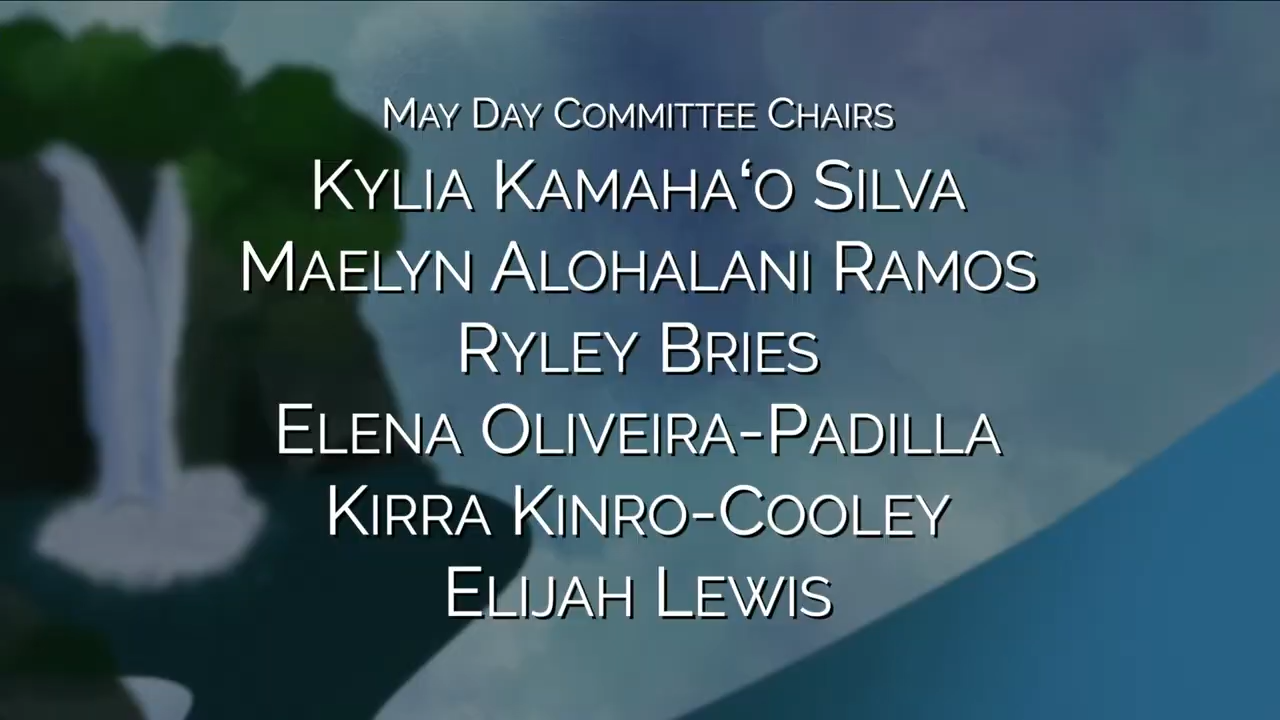 May Day Committee Chairs
Kylia Kamahaʻo Silva
Maelyn Alohalani Ramos
Ryley Bries
Elena Oliveira-Padilla
Kirra Kinro-Cooley
Elijah Lewis